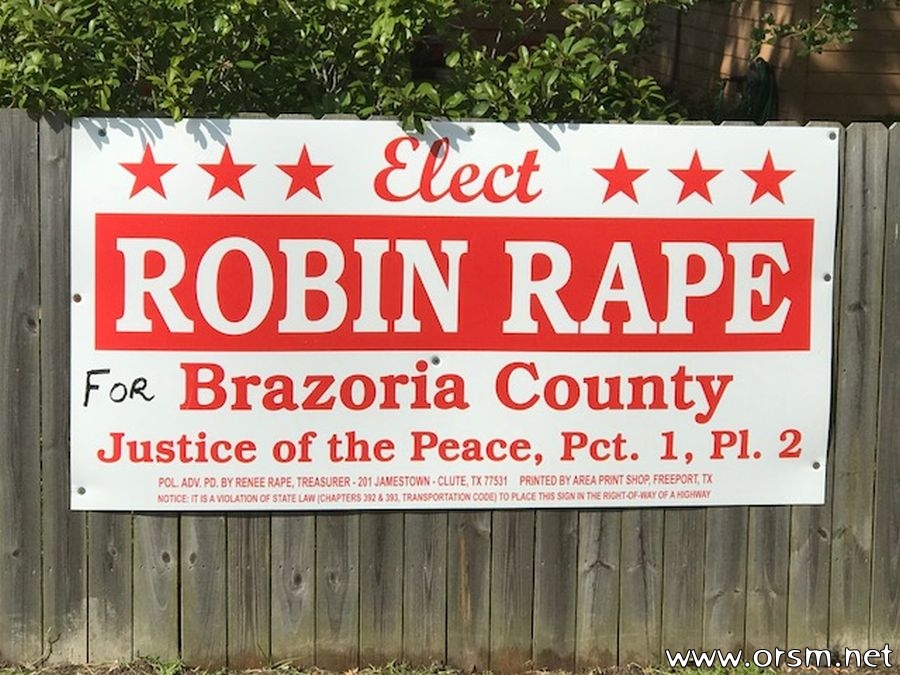 Elect
ROBIN RAPE
FOR Brazoria County
Justice of the Peace, Pct. 1, Pl. 2
POL. ADV. PD. BY RENEE RAPE, TREASURER - 201 JAMESTOWN - CLUTE, TX 77531 PRINTED BY AREA PRINT SHOP, FREEPORT, TX
NOTICE: IT IS A VIOLATION OF STATE LAW (CHAPTERS 392 & 393, TRANSPORTATION CODE) TO PLACE THIS SIGN IN THE RIGHT-OF-WAY OF A HIGHWAY
www.orsm.net